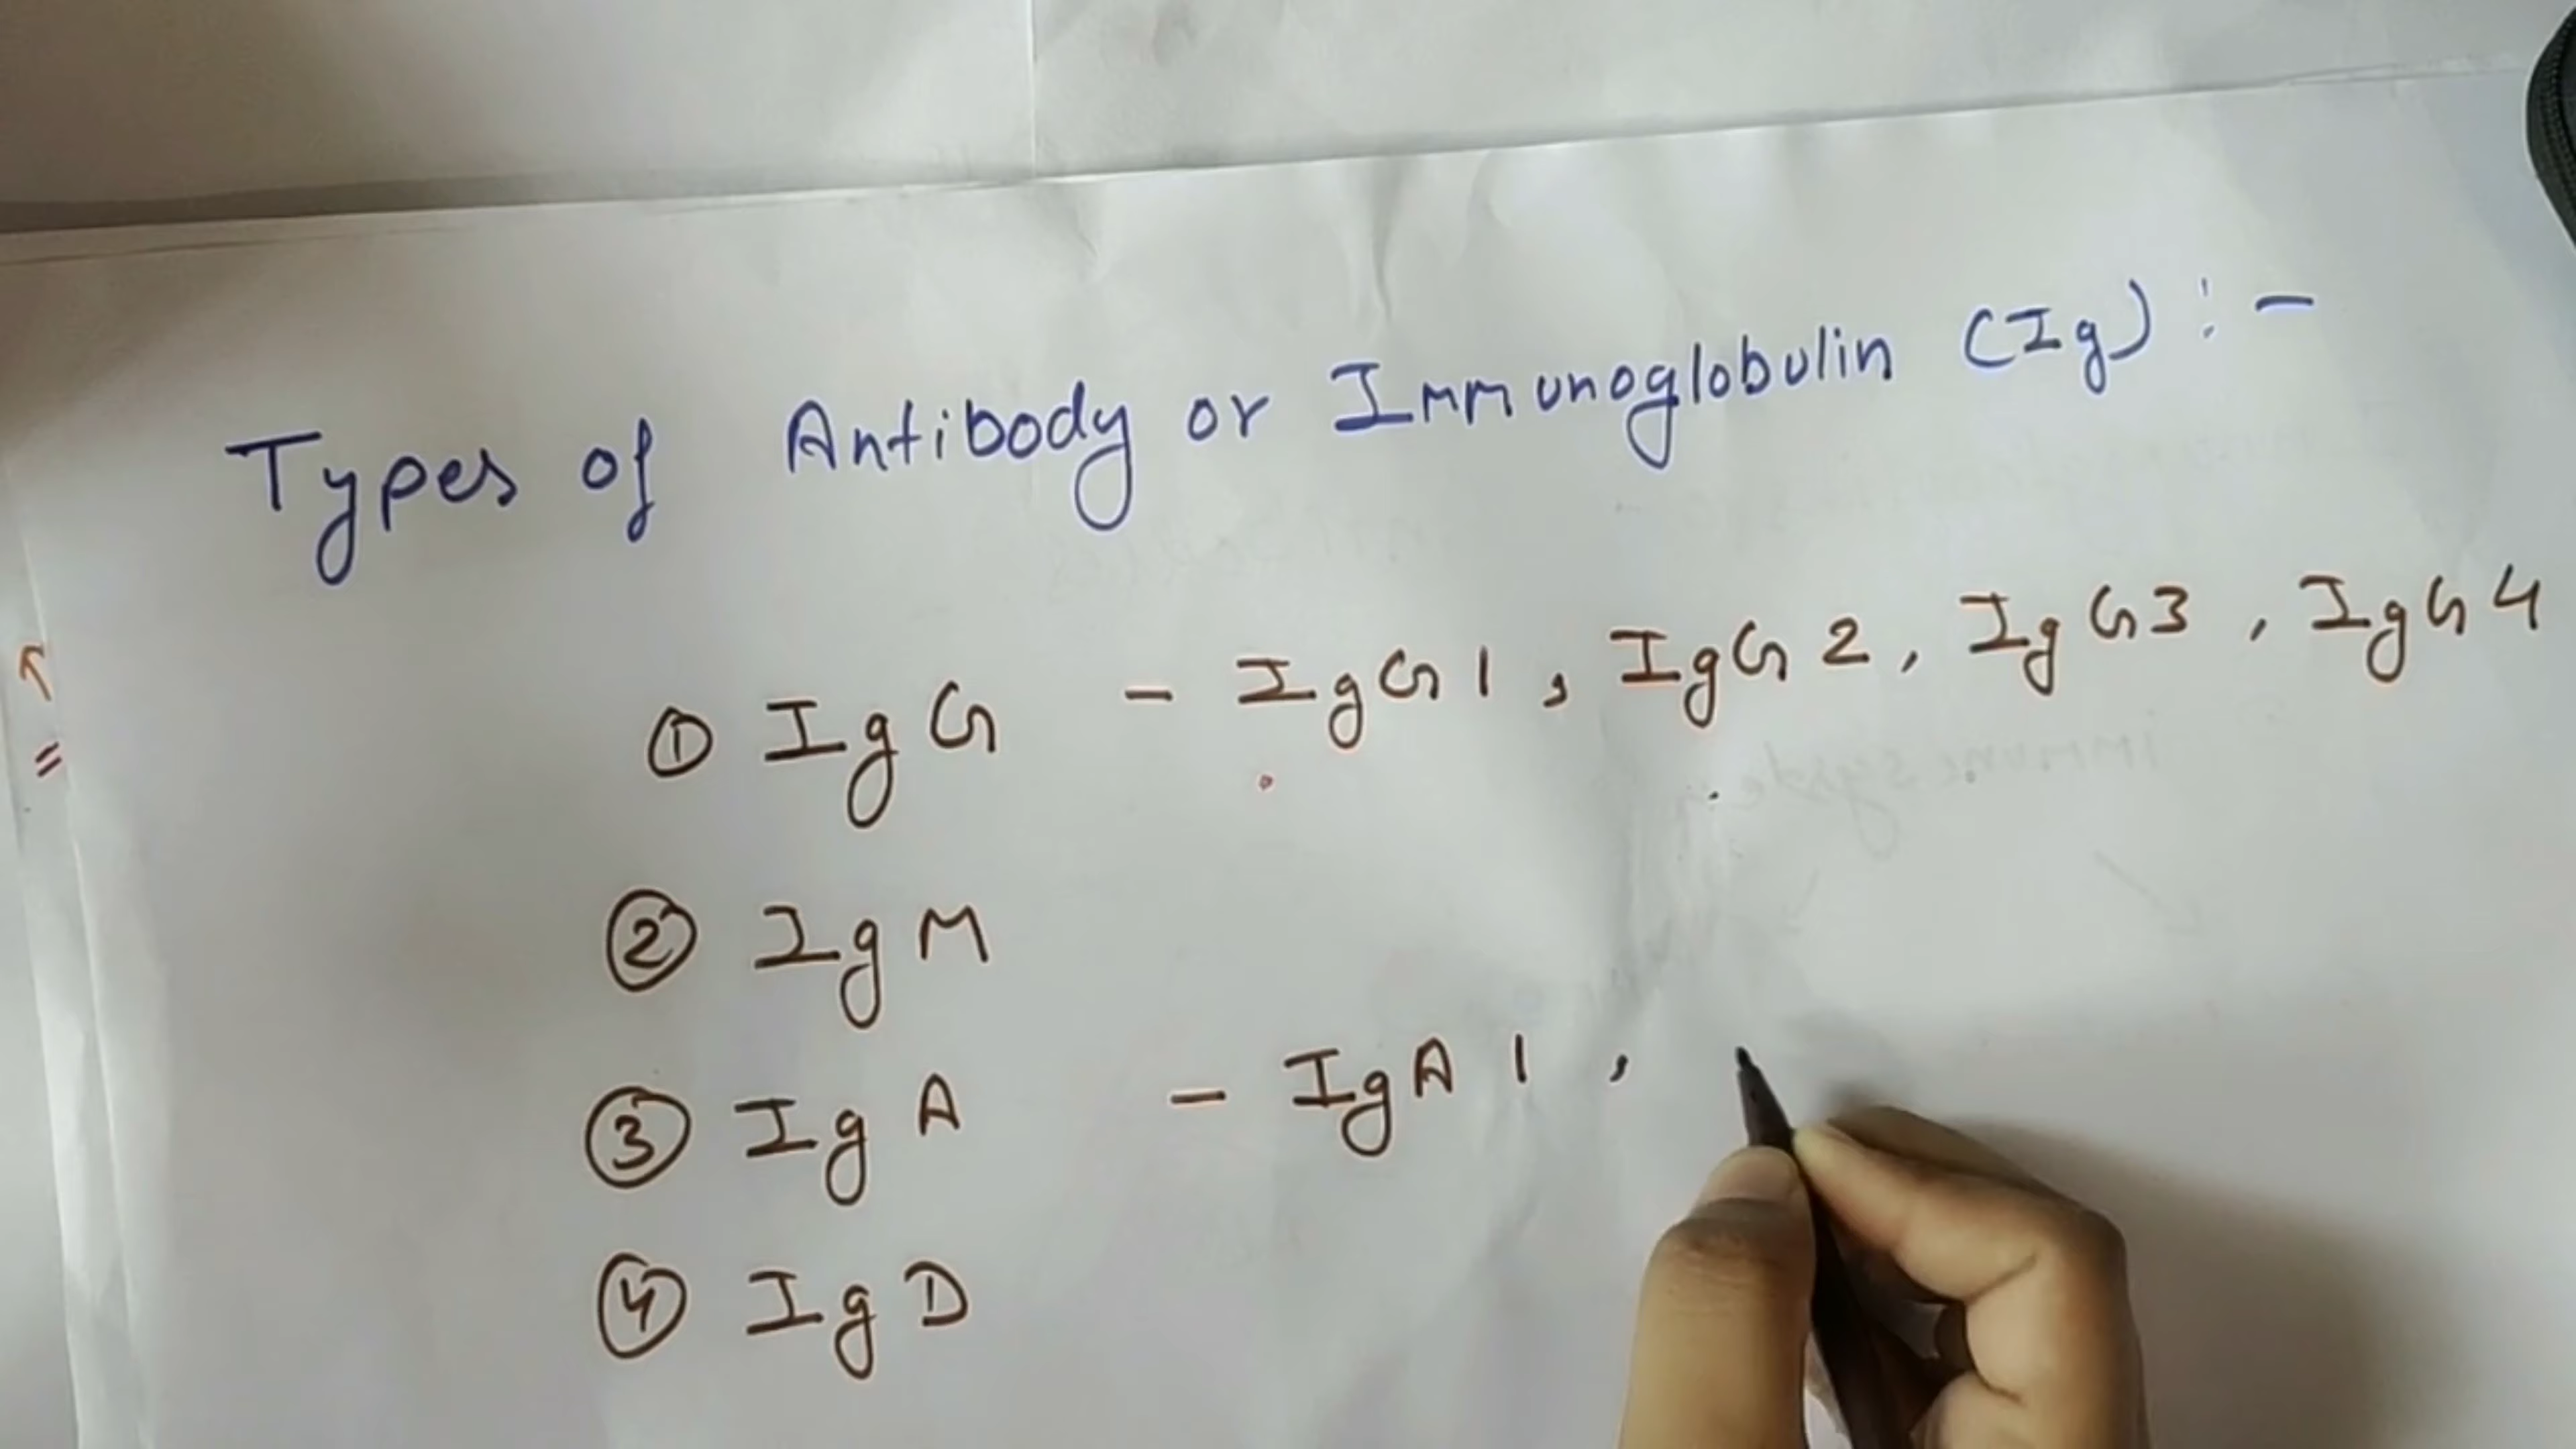 Types of Antibody or Immunoglobulin (Ig) :-
① IgG - IgG1, IgG2, IgG3, IgG4
② IgM
③ IgA - IgA1,
④ IgD